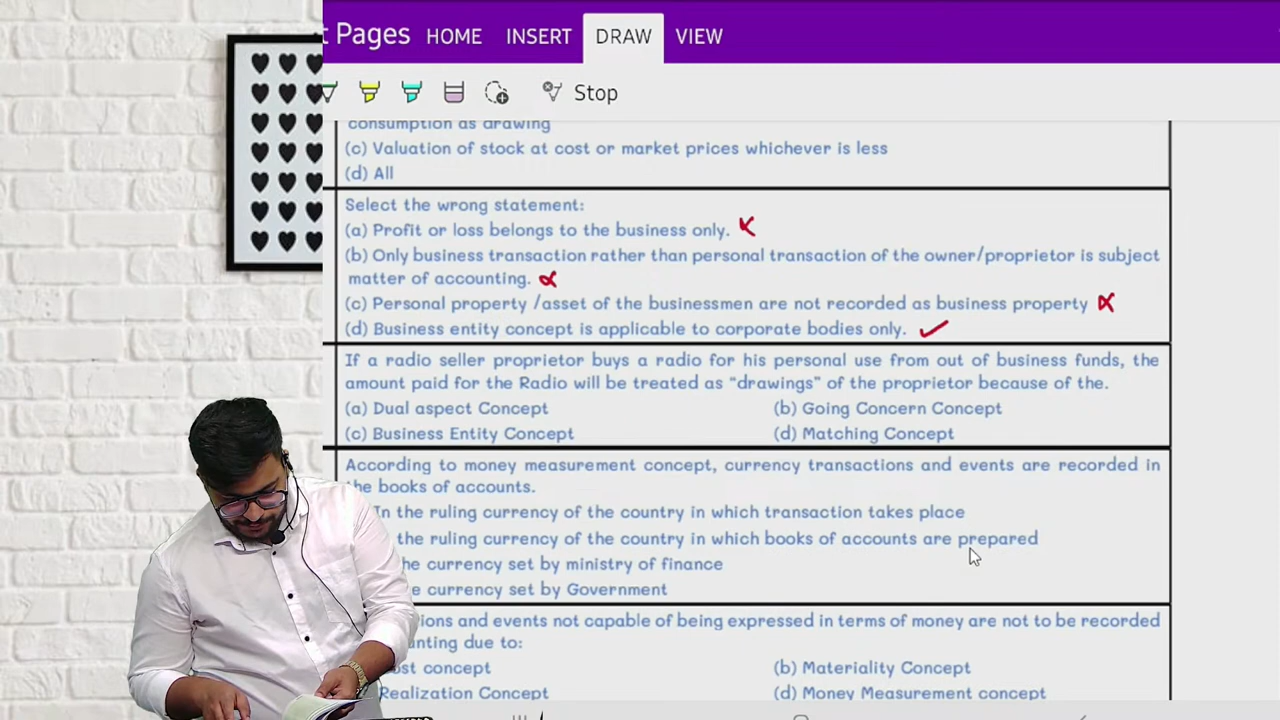 t Pages HOME INSERT DRAW VIEW
Stop
consumption as drawing
(c) Valuation of stock at cost or market prices whichever is less
(d) All
Select the wrong statement:
(a) Profit or loss belongs to the business only.
(b) Only business transaction rather than personal transaction of the owner/proprietor is subject
matter of accounting.
(c) Personal property /asset of the businessmen are not recorded as business property
(d) Business entity concept is applicable to corporate bodies only.
If a radio seller proprietor buys a radio for his personal use from out of business funds, the
amount paid for the Radio will be treated as “drawings” of the proprietor because of the.
(a) Dual aspect Concept (b) Going Concern Concept
(c) Business Entity Concept (d) Matching Concept
According to money measurement concept, currency transactions and events are recorded in
the books of accounts.
In the ruling currency of the country in which transaction takes place
the ruling currency of the country in which books of accounts are prepared
currency set by ministry of finance
currency set by Government
and events not capable of being expressed in terms of money are not to be recorded
due to:
concept (b) Materiality Concept
Realization Concept (d) Money Measurement concept